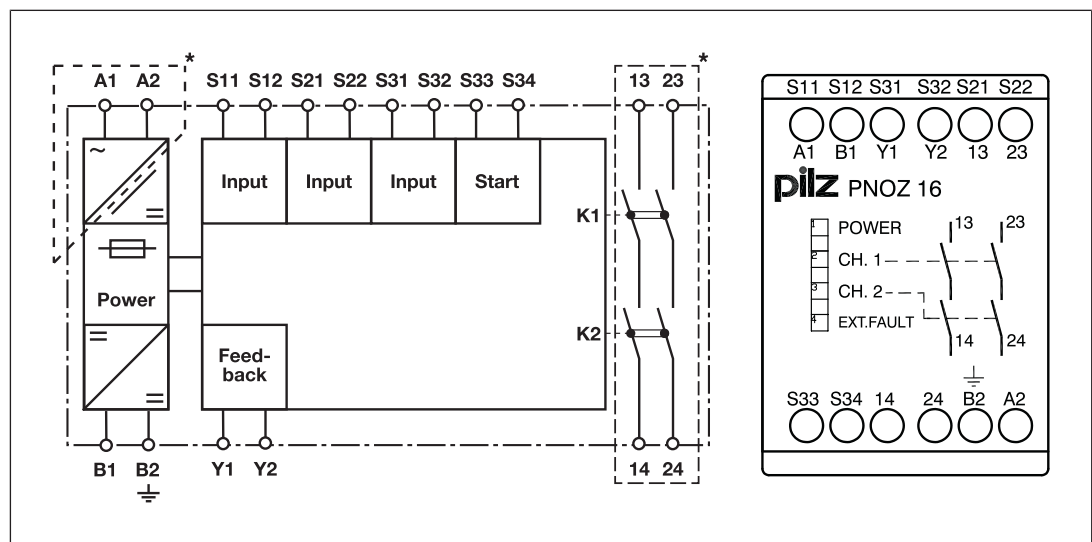 * *
A1 A2 S11 S12 S21 S22 S31 S32 S33 S34 13 23
~
Input Input Input Start
K1
Power
K2
Feed-
back
B1 B2 Y1 Y2 14 24
S11 S12 S31 S32 S21 S22
A1 B1 Y1 Y2 13 23
pilz PNOZ 16
1 POWER 13 23
2 CH. 1
3 CH. 2
4 EXT.FAULT 14 24
S33 S34 14 24 B2 A2